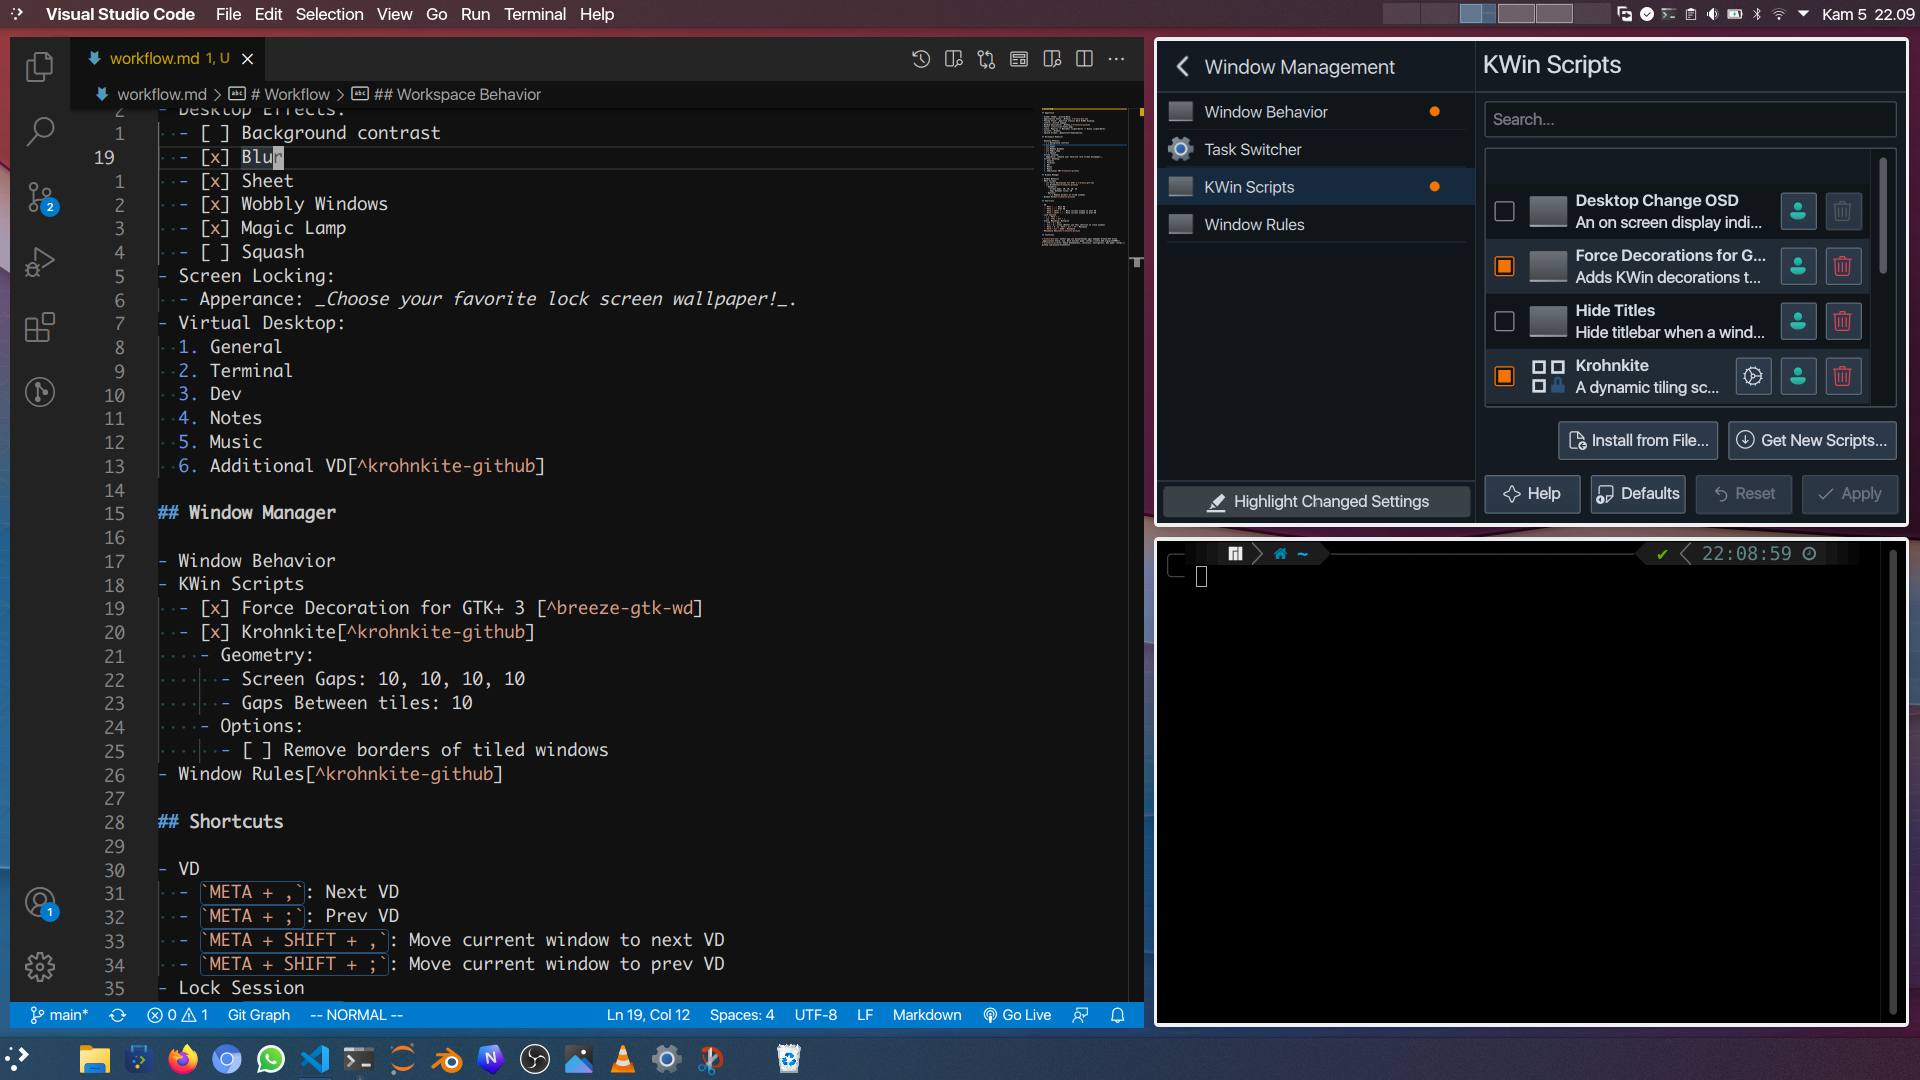 Visual Studio Code File Edit Selection View Go Run Terminal Help
Kam 5 22.09
workflow.md 1, U
workflow.md > # Workflow > ## Workspace Behavior
2 - Desktop Effects:
1 - [ ] Background contrast
19 - [x] Blur
1 - [x] Sheet
2 - [x] Wobbly Windows
3 - [x] Magic Lamp
4 - [ ] Squash
5 - Screen Locking:
6 - Apperance: _Choose your favorite lock screen wallpaper!_.
7 - Virtual Desktop:
8 1. General
9 2. Terminal
10 3. Dev
11 4. Notes
12 5. Music
13 6. Additional VD[^krohnkite-github]
14
15 ## Window Manager
16
17 - Window Behavior
18 - KWin Scripts
19 - [x] Force Decoration for GTK+ 3 [^breeze-gtk-wd]
20 - [x] Krohnkite[^krohnkite-github]
21 - Geometry:
22 - Screen Gaps: 10, 10, 10, 10
23 - Gaps Between tiles: 10
24 - Options:
25 - [ ] Remove borders of tiled windows
26 - Window Rules[^krohnkite-github]
27
28 ## Shortcuts
29
30 - VD
31 - `META + ,`: Next VD
32 - `META + ;`: Prev VD
33 - `META + SHIFT + ,`: Move current window to next VD
34 - `META + SHIFT + ;`: Move current window to prev VD
35 - Lock Session
2
1
main* 0 1 Git Graph -- NORMAL -- Ln 19, Col 12 Spaces: 4 UTF-8 LF Markdown Go Live
Window Management
Window Behavior
Task Switcher
KWin Scripts
Window Rules
Highlight Changed Settings
KWin Scripts
Search...
Desktop Change OSD
An on screen display indi...
Force Decorations for G...
Adds KWin decorations t...
Hide Titles
Hide titlebar when a wind...
Krohnkite
A dynamic tiling sc...
Install from File... Get New Scripts...
Help Defaults Reset Apply
~ 22:08:59